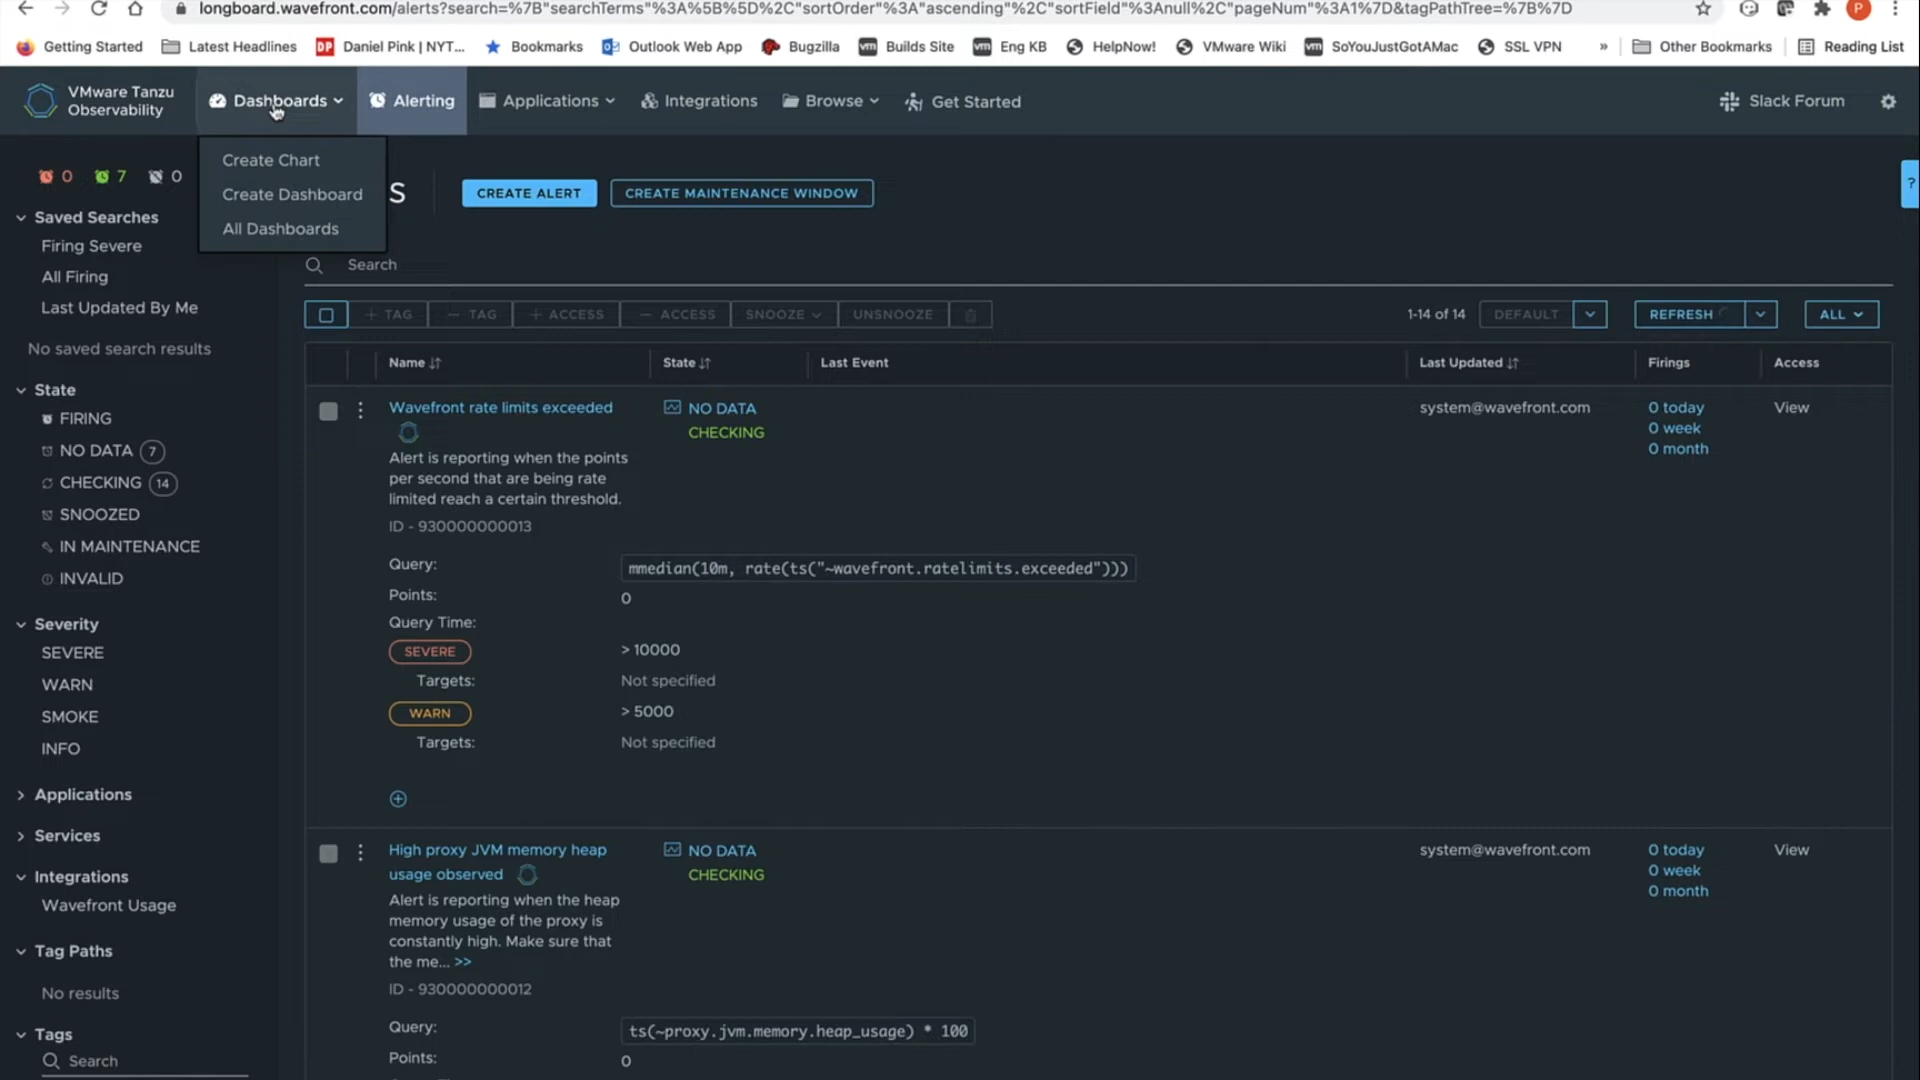 longboard.wavefront.com/alerts?search=%7B"searchTerms"%3A%5B%5D%2C"sortOrder"%3A"ascending"%2C"sortField"%3Anull%2C"pageNum"%3A1%7D&tagPathTree=%7B%7D
P
Getting Started
Latest Headlines
DP Daniel Pink | NYT...
Bookmarks
Outlook Web App
Bugzilla
vm Builds Site
vm Eng KB
HelpNow!
VMware Wiki
vm SoYouJustGotAMac
SSL VPN
»
Other Bookmarks
Reading List
VMware Tanzu
Observability
Dashboards
Alerting
Applications
Integrations
Browse
Get Started
Slack Forum
Create Chart
Create Dashboard
All Dashboards
0 7 0
S
CREATE ALERT
CREATE MAINTENANCE WINDOW
?
Saved Searches
Firing Severe
All Firing
Last Updated By Me
No saved search results
State
FIRING
NO DATA 7
CHECKING 14
SNOOZED
IN MAINTENANCE
INVALID
Severity
SEVERE
WARN
SMOKE
INFO
Applications
Services
Integrations
Wavefront Usage
Tag Paths
No results
Tags
Search
Search
+ TAG
− TAG
+ ACCESS
− ACCESS
SNOOZE
UNSNOOZE
1-14 of 14
DEFAULT
REFRESH
ALL
Name
State
Last Event
Last Updated
Firings
Access
Wavefront rate limits exceeded
NO DATA
CHECKING
system@wavefront.com
0 today
0 week
0 month
View
Alert is reporting when the points
per second that are being rate
limited reach a certain threshold.
ID - 930000000013
Query:
mmedian(10m, rate(ts("~wavefront.ratelimits.exceeded")))
Points:
0
Query Time:
SEVERE
> 10000
Targets:
Not specified
WARN
> 5000
Targets:
Not specified
High proxy JVM memory heap
usage observed
NO DATA
CHECKING
system@wavefront.com
0 today
0 week
0 month
View
Alert is reporting when the heap
memory usage of the proxy is
constantly high. Make sure that
the me... >>
ID - 930000000012
Query:
ts(~proxy.jvm.memory.heap_usage) * 100
Points:
0